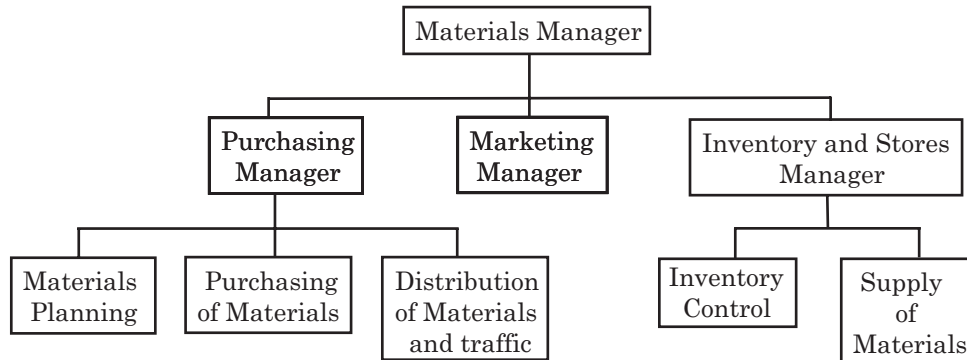 Materials Manager
Purchasing
Manager
Marketing
Manager
Inventory and Stores
Manager
Materials
Planning
Purchasing
of Materials
Distribution
of Materials
and traffic
Inventory
Control
Supply
of
Materials